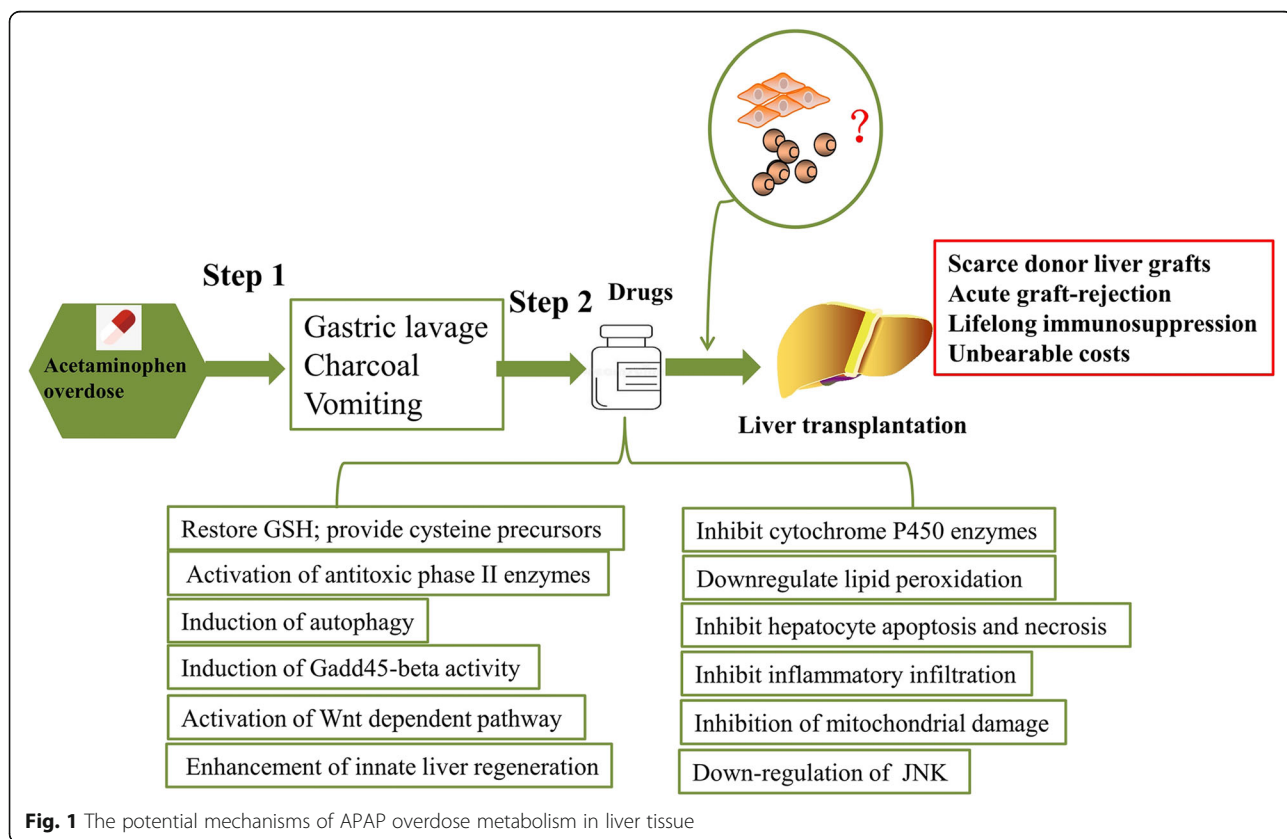 ?
Step 1
Acetaminophen
overdose
Gastric lavage
Charcoal
Vomiting
Step 2
Drugs
Liver transplantation
Scarce donor liver grafts
Acute graft-rejection
Lifelong immunosuppression
Unbearable costs
Restore GSH; provide cysteine precursors
Activation of antitoxic phase II enzymes
Induction of autophagy
Induction of Gadd45-beta activity
Activation of Wnt dependent pathway
Enhancement of innate liver regeneration
Inhibit cytochrome P450 enzymes
Downregulate lipid peroxidation
Inhibit hepatocyte apoptosis and necrosis
Inhibit inflammatory infiltration
Inhibition of mitochondrial damage
Down-regulation of JNK
Fig. 1 The potential mechanisms of APAP overdose metabolism in liver tissue